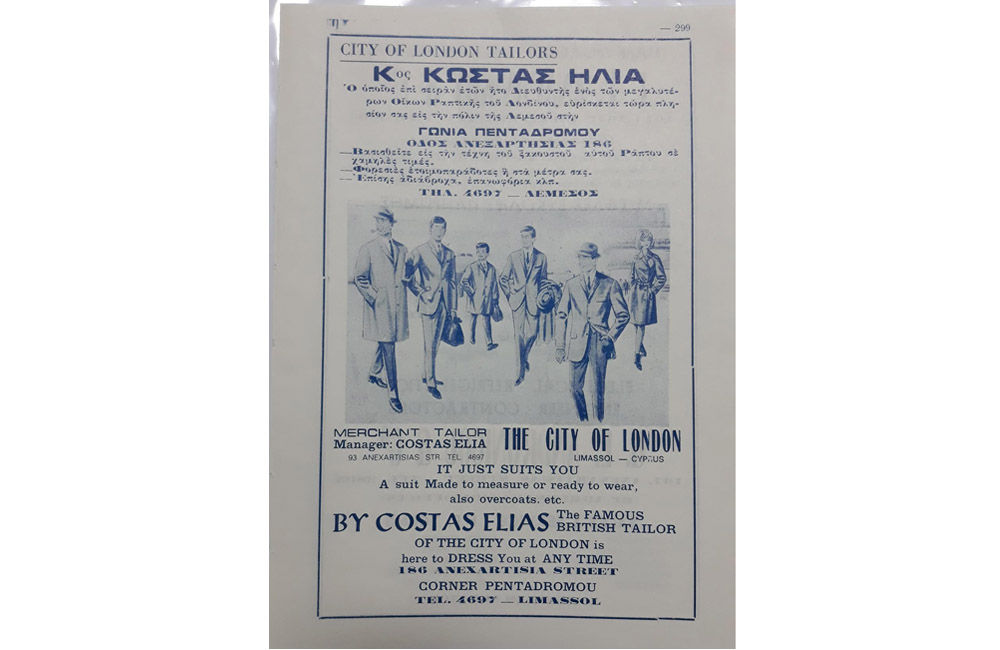 — 299
CITY OF LONDON TAILORS
Κος ΚΩΣΤΑΣ ΗΛΙΑ
Ὁ ὁποῖος ἐπὶ σειρὰν ἐτῶν ἦτο Διευθυντὴς ἑνὸς τῶν μεγαλυτέ-
ρων Οἴκων Ραπτικῆς τοῦ Λονδίνου, εὑρίσκεται τώρα πλη-
σίον σας εἰς τὴν πόλιν τῆς Λεμεσοῦ στὴν
ΓΩΝΙΑ ΠΕΝΤΑΔΡΟΜΟΥ
ΟΔΟΣ ΑΝΕΞΑΡΤΗΣΙΑΣ 186
—Βασισθεῖτε εἰς τὴν τέχνη τοῦ ξακουστοῦ αὐτοῦ Ράπτου σὲ
χαμηλὲς τιμές.
—Φορεσιὲς ἑτοιμοπαράδοτες ἢ στὰ μέτρα σας.
—Ἐπίσης ἀδιάβροχα, ἐπανωφόρια κλπ.
ΤΗΛ. 4697 — ΛΕΜΕΣΟΣ
MERCHANT TAILOR
Manager: COSTAS ELIA
93 ANEXARTISIAS STR TEL 4697
THE CITY OF LONDON
LIMASSOL — CYPRUS
IT JUST SUITS YOU
A suit Made to measure or ready to wear,
also overcoats. etc.
BY COSTAS ELIAS The FAMOUS
BRITISH TAILOR
OF THE CITY OF LONDON is
here to DRESS You at ANY TIME
186 ANEXARTISIA STREET
CORNER PENTADROMOU
TEL. 4697 — LIMASSOL